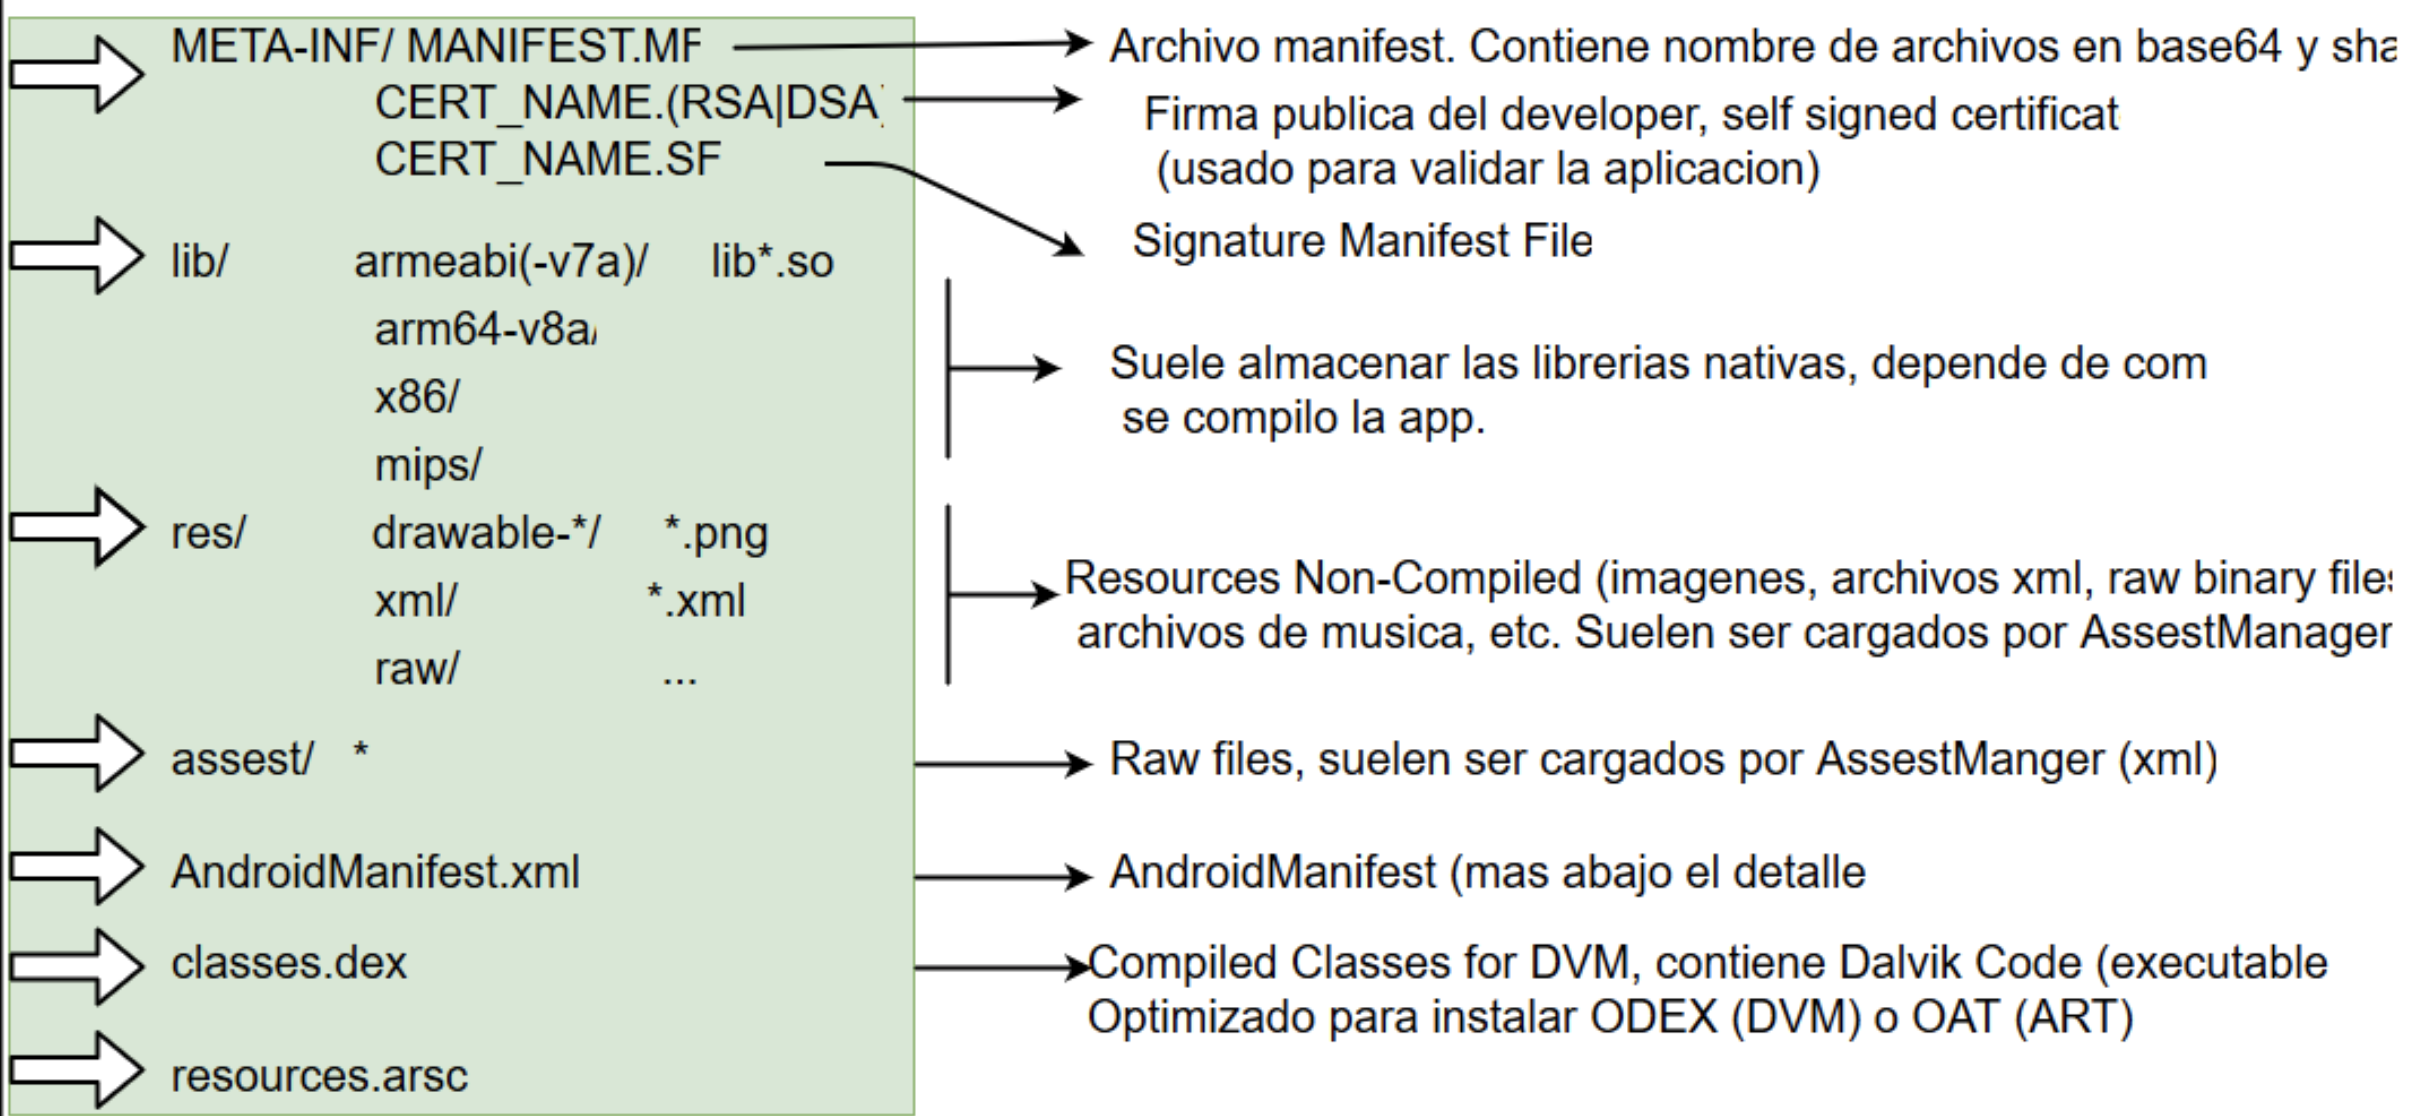 META-INF/ MANIFEST.MF
Archivo manifest. Contiene nombre de archivos en base64 y sha
CERT_NAME.(RSA|DSA)
Firma publica del developer, self signed certificat
(usado para validar la aplicacion)
CERT_NAME.SF
Signature Manifest File
lib/ armeabi(-v7a)/ lib*.so
arm64-v8a/
x86/
mips/
Suele almacenar las librerias nativas, depende de com
se compilo la app.
res/ drawable-*/ *.png
xml/ *.xml
raw/ ...
Resources Non-Compiled (imagenes, archivos xml, raw binary files
archivos de musica, etc. Suelen ser cargados por AssestManager
assest/ *
Raw files, suelen ser cargados por AssestManger (xml)
AndroidManifest.xml
AndroidManifest (mas abajo el detalle
classes.dex
Compiled Classes for DVM, contiene Dalvik Code (executable
Optimizado para instalar ODEX (DVM) o OAT (ART)
resources.arsc